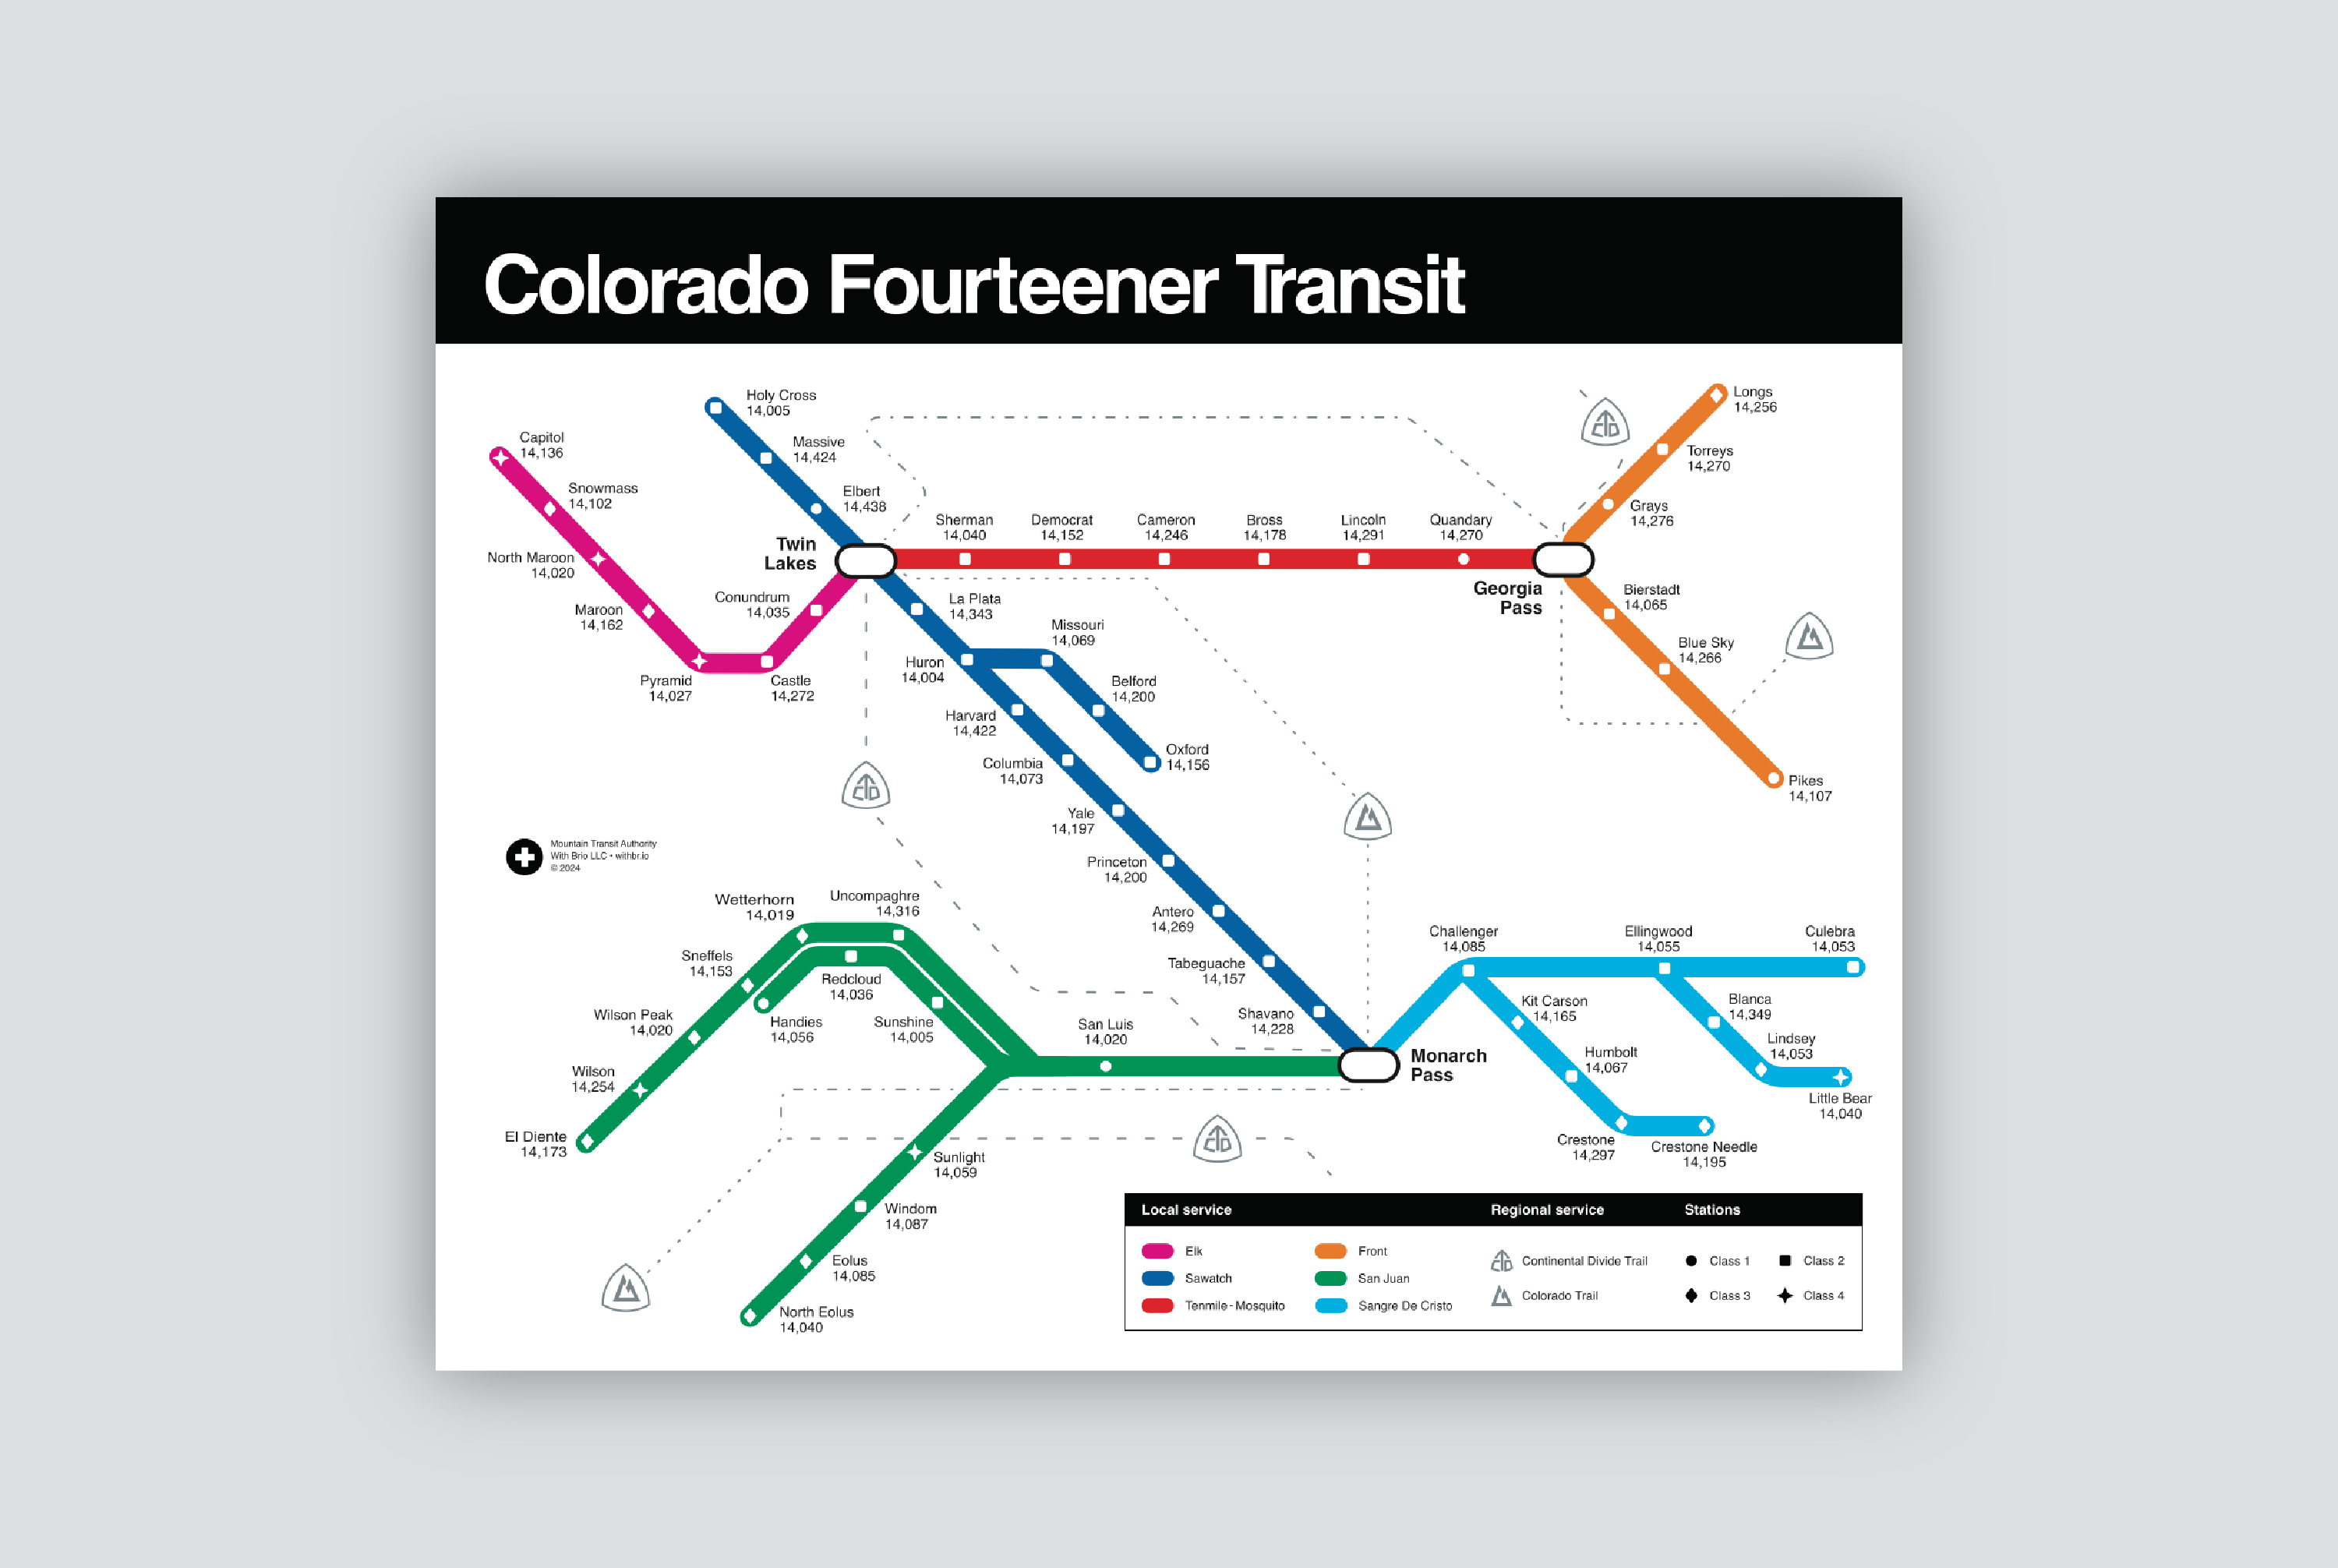 Colorado Fourteener Transit
Holy Cross
14,005
Massive
14,424
Elbert
14,438
Capitol
14,136
Snowmass
14,102
North Maroon
14,020
Maroon
14,162
Pyramid
14,027
Castle
14,272
Conundrum
14,035
Twin
Lakes
Sherman
14,040
Democrat
14,152
Cameron
14,246
Bross
14,178
Lincoln
14,291
Quandary
14,270
Georgia
Pass
Longs
14,256
Torreys
14,270
Grays
14,276
Bierstadt
14,065
Blue Sky
14,266
Pikes
14,107
La Plata
14,343
Huron
14,004
Missouri
14,069
Belford
14,200
Oxford
14,156
Harvard
14,422
Columbia
14,073
Yale
14,197
Princeton
14,200
Antero
14,269
Tabeguache
14,157
Shavano
14,228
Monarch
Pass
Mountain Transit Authority
With Brio LLC • withbr.io
© 2024
Wetterhorn
14,019
Uncompaghre
14,316
Sneffels
14,153
Redcloud
14,036
Handies
14,056
Sunshine
14,005
Wilson Peak
14,020
Wilson
14,254
El Diente
14,173
San Luis
14,020
Sunlight
14,059
Windom
14,087
Eolus
14,085
North Eolus
14,040
Challenger
14,085
Ellingwood
14,055
Culebra
14,053
Kit Carson
14,165
Humbolt
14,067
Crestone
14,297
Crestone Needle
14,195
Blanca
14,349
Lindsey
14,053
Little Bear
14,040
CTD
CTD
CTD
Local service
Elk
Sawatch
Tenmile - Mosquito
Front
San Juan
Sangre De Cristo
Regional service
CTD
Continental Divide Trail
Colorado Trail
Stations
Class 1
Class 2
Class 3
Class 4